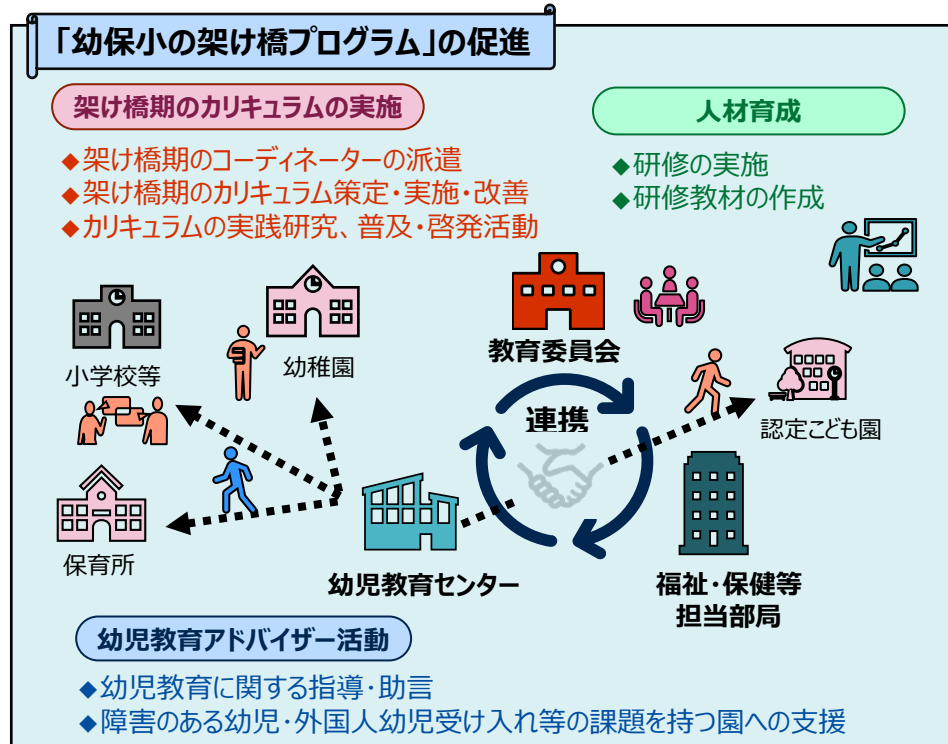 「幼保小の架け橋プログラム」の促進
架け橋期のカリキュラムの実施
◆架け橋期のコーディネーターの派遣
◆架け橋期のカリキュラム策定・実施・改善
◆カリキュラムの実践研究、普及・啓発活動
人材育成
◆研修の実施
◆研修教材の作成
小学校等
幼稚園
教育委員会
連携
認定こども園
保育所
幼児教育センター
福祉・保健等
担当部局
幼児教育アドバイザー活動
◆幼児教育に関する指導・助言
◆障害のある幼児・外国人幼児受け入れ等の課題を持つ園への支援